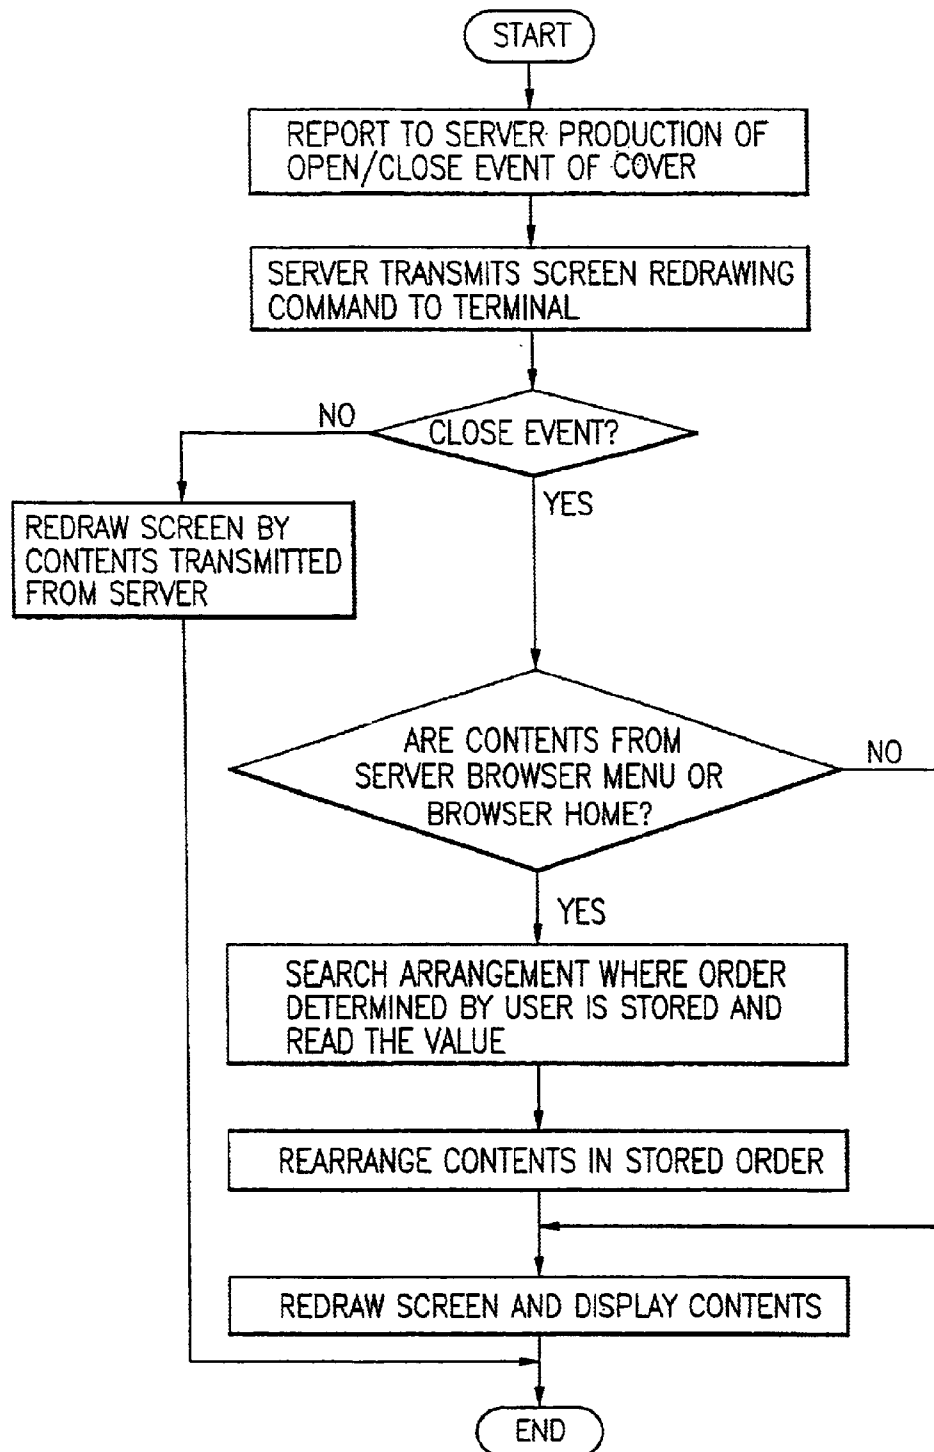 START
REPORT TO SERVER PRODUCTION OF
OPEN/CLOSE EVENT OF COVER
SERVER TRANSMITS SCREEN REDRAWING
COMMAND TO TERMINAL
NO
CLOSE EVENT?
YES
REDRAW SCREEN BY
CONTENTS TRANSMITTED
FROM SERVER
ARE CONTENTS FROM
SERVER BROWSER MENU OR
BROWSER HOME?
NO
YES
SEARCH ARRANGEMENT WHERE ORDER
DETERMINED BY USER IS STORED AND
READ THE VALUE
REARRANGE CONTENTS IN STORED ORDER
REDRAW SCREEN AND DISPLAY CONTENTS
END